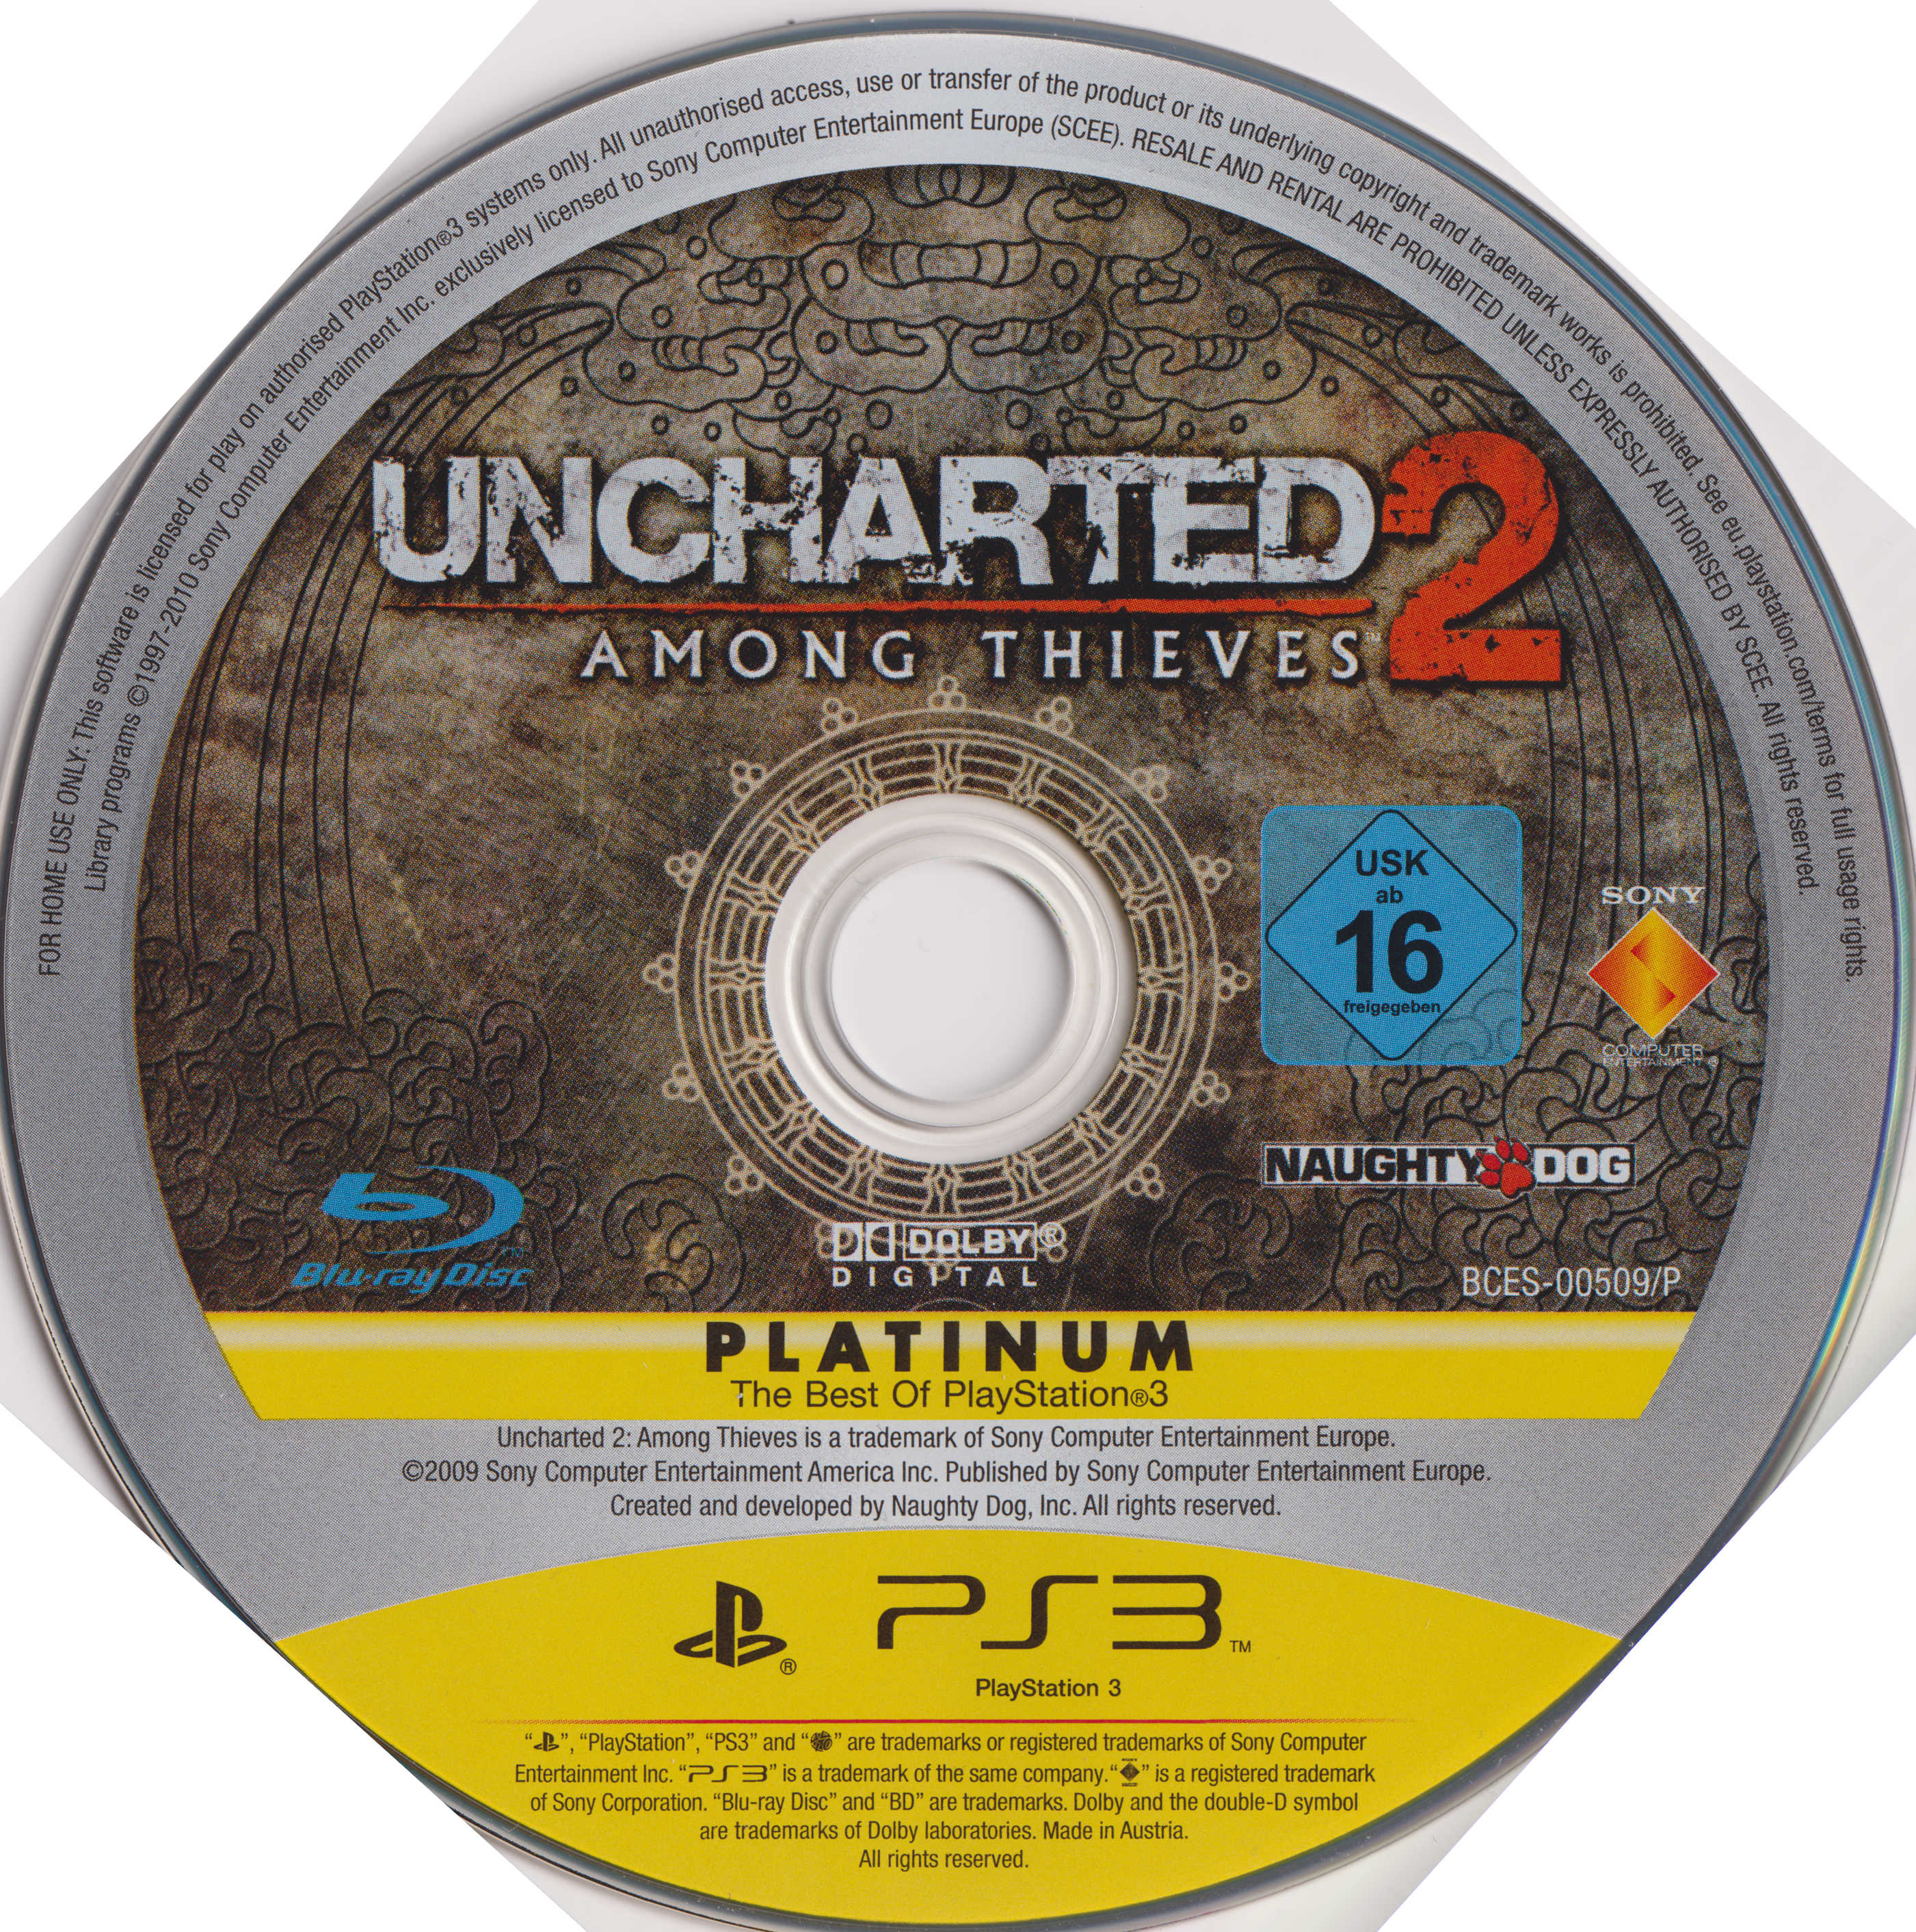 FOR HOME USE ONLY: This software is licensed for play on authorised PlayStation®3 systems only. All unauthorised access, use or transfer of the product or its underlying copyright and trademark works is prohibited. See eu.playstation.com/terms for full usage rights.
Library programs ©1997-2010 Sony Computer Entertainment Inc. exclusively licensed to Sony Computer Entertainment Europe (SCEE). RESALE AND RENTAL ARE PROHIBITED UNLESS EXPRESSLY AUTHORISED BY SCEE. All rights reserved.
UNCHARTED 2
AMONG THIEVES™
USK
ab
16
freigegeben
SONY
COMPUTER
ENTERTAINMENT ®
NAUGHTY DOG
Blu-ray Disc™
DOLBY®
DIGITAL
BCES-00509/P
PLATINUM
The Best Of PlayStation®3
Uncharted 2: Among Thieves is a trademark of Sony Computer Entertainment Europe.
©2009 Sony Computer Entertainment America Inc. Published by Sony Computer Entertainment Europe.
Created and developed by Naughty Dog, Inc. All rights reserved.
® PS3™
PlayStation 3
“ ”, “PlayStation”, “PS3” and “ ” are trademarks or registered trademarks of Sony Computer
Entertainment Inc. “PS3” is a trademark of the same company. “ ” is a registered trademark
of Sony Corporation. “Blu-ray Disc” and “BD” are trademarks. Dolby and the double-D symbol
are trademarks of Dolby laboratories. Made in Austria.
All rights reserved.